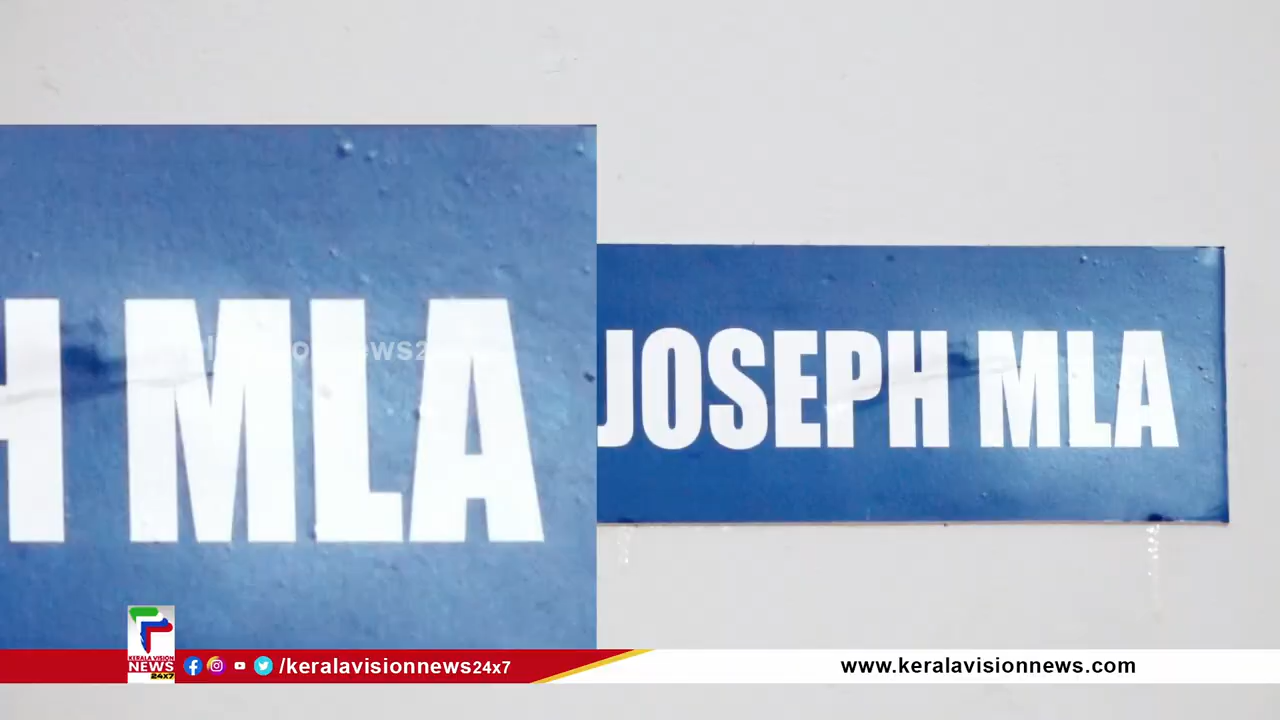 H MLA
JOSEPH MLA
KERALA VISION
NEWS
24x7
/keralavisionnews24x7
www.keralavisionnews.com